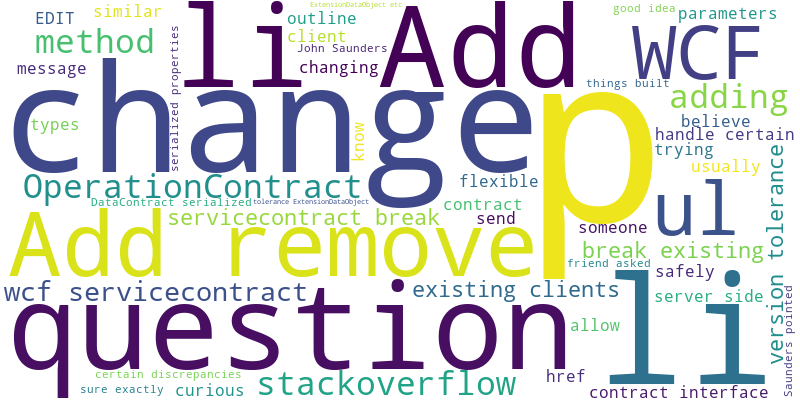 ExtensionDataObject etc
EDIT
similar
li
Add
good idea
parameters
outline
method
client
John Saunders
WCF
message
changing
serialized properties
change
p
things built
adding
types
know
believe
handle certain
trying
usually
OperationContract
flexible
DataContract serialized
tolerance ExtensionDataObject
contract
ul
version tolerance
servicecontract break
send
someone
Add remove
break existing
friend asked
safely
wcf servicecontract
existing clients
li
server side
Saunders pointed
question
allow
certain discrepancies
href
sure exactly
curious
stackoverflow
contract interface